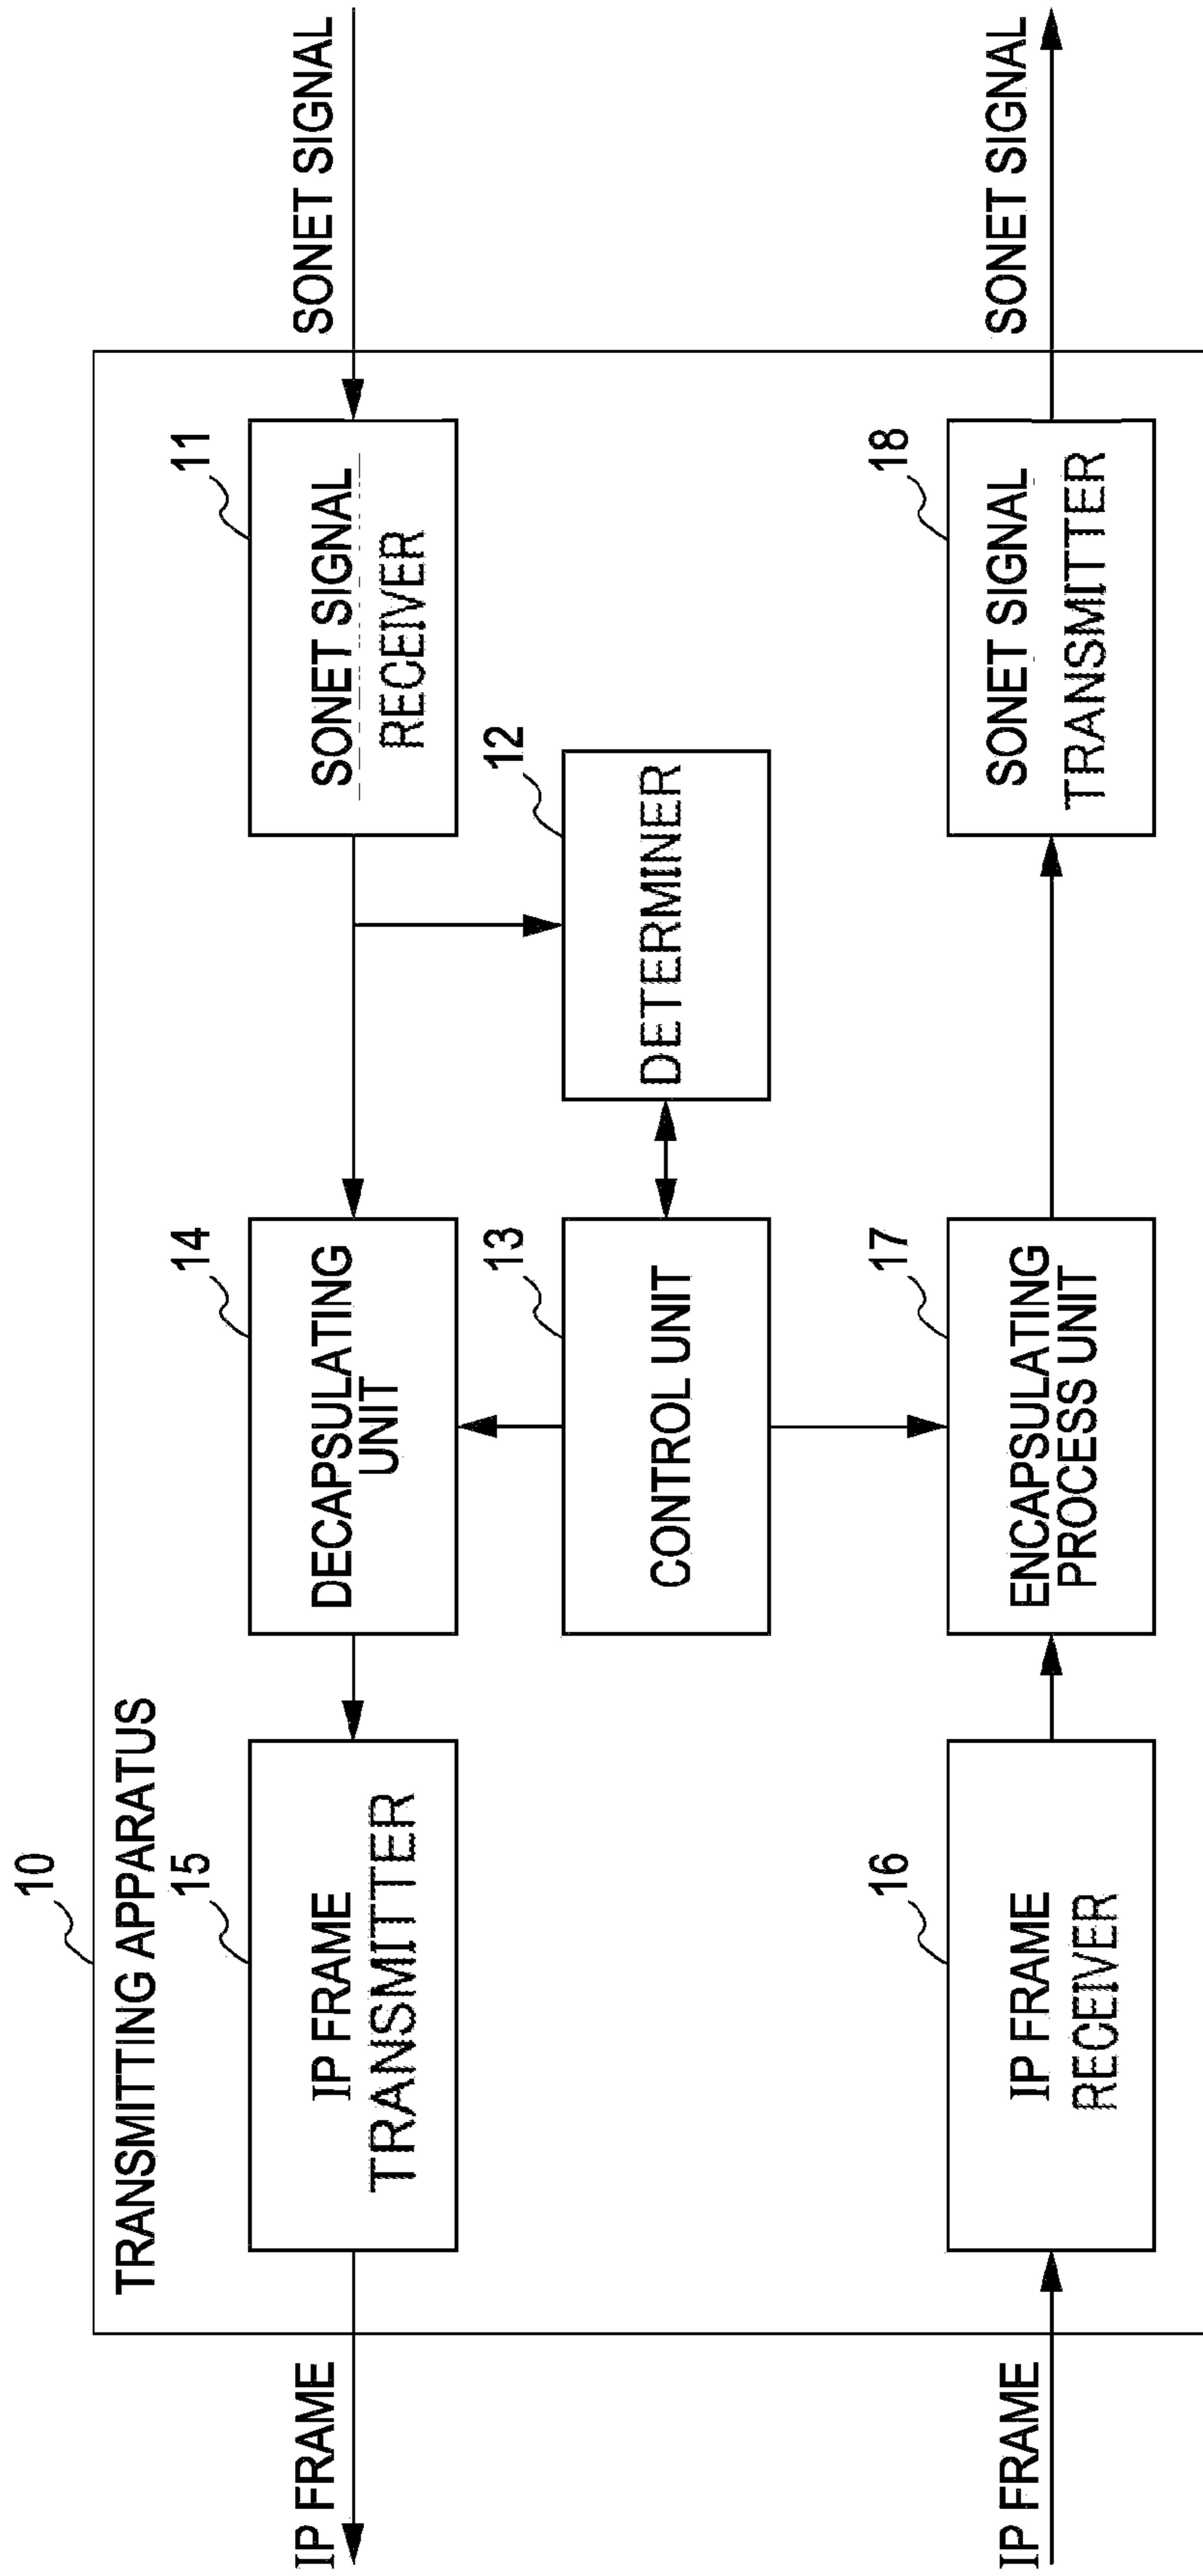 10
TRANSMITTING APPARATUS
IP FRAME
15
IP FRAME
TRANSMITTER
14
DECAPSULATING
UNIT
11
SONET SIGNAL
RECEIVER
SONET SIGNAL
13
CONTROL UNIT
12
DETERMINER
IP FRAME
16
IP FRAME
RECEIVER
17
ENCAPSULATING
PROCESS UNIT
18
SONET SIGNAL
TRANSMITTER
SONET SIGNAL